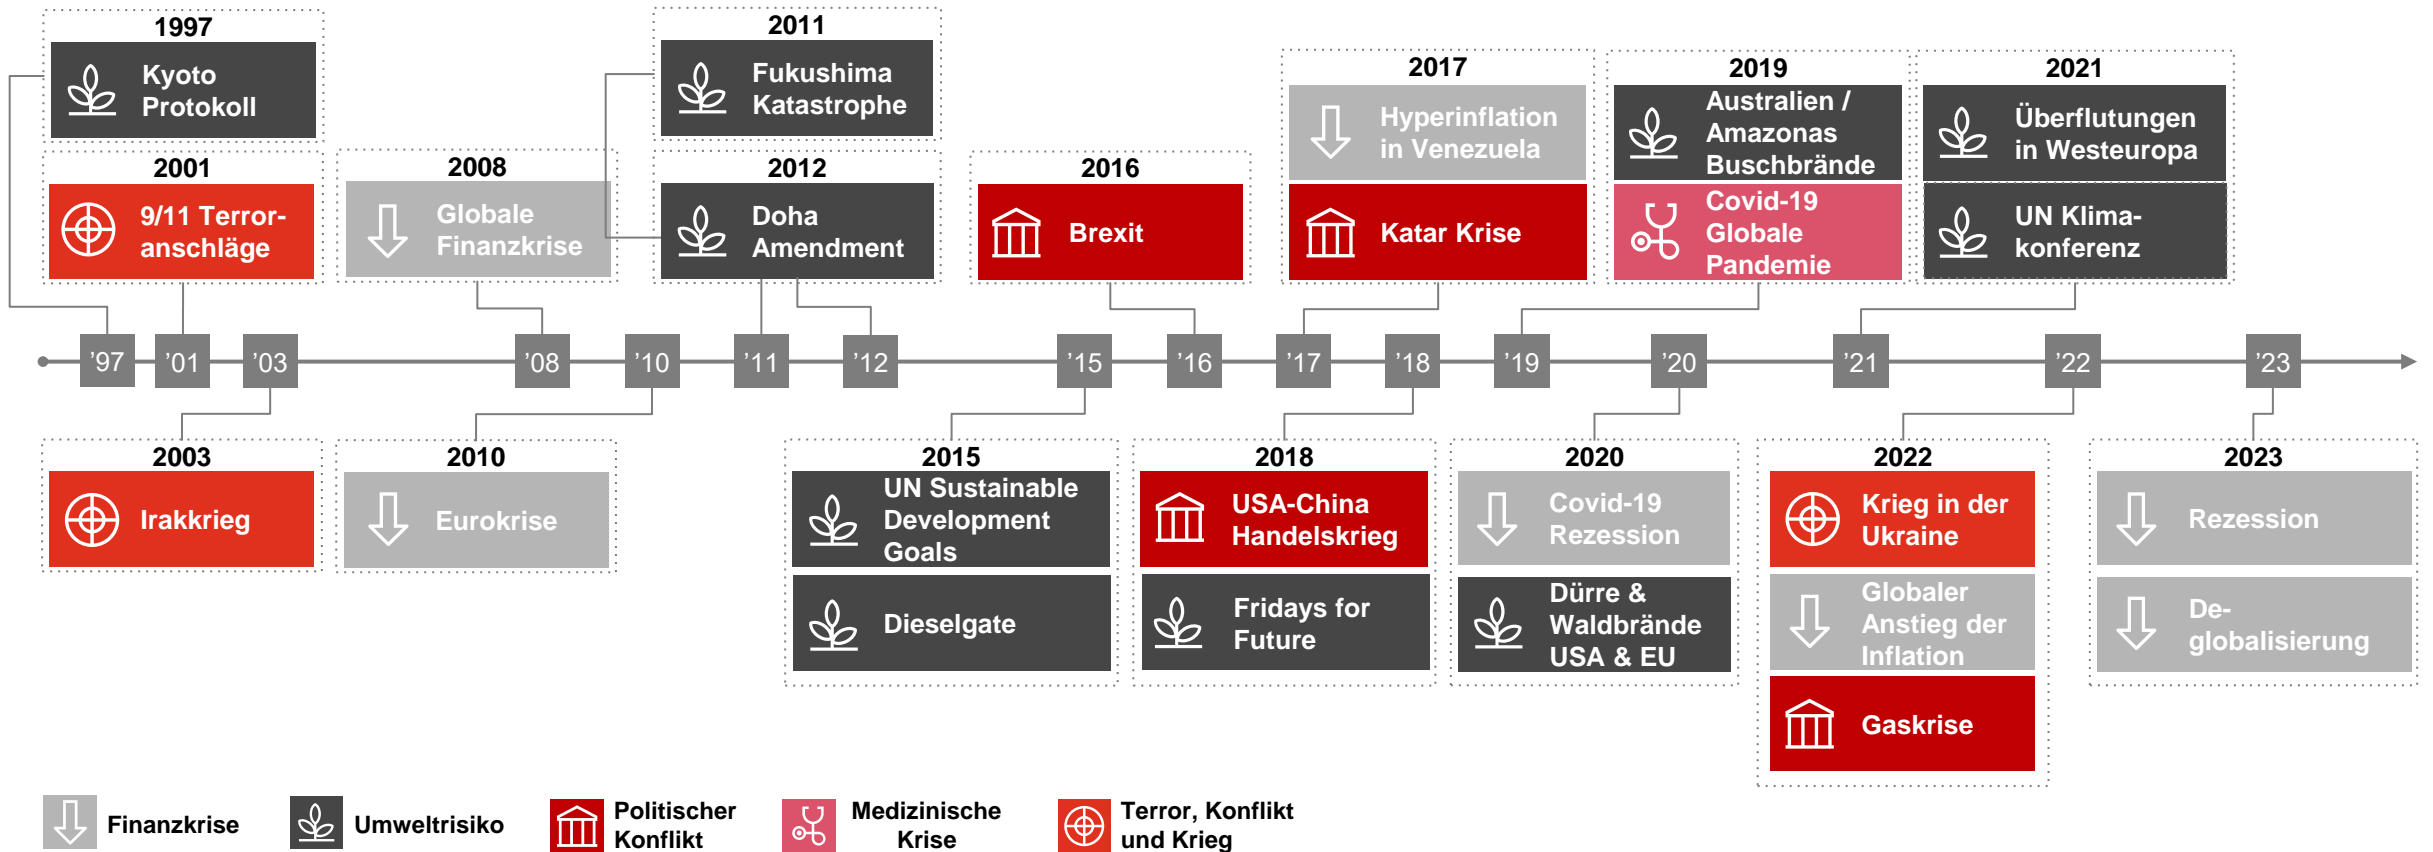 1997
Kyoto
Protokoll
2001
9/11 Terror-
anschläge
2008
Globale
Finanzkrise
2011
Fukushima
Katastrophe
2012
Doha
Amendment
2016
Brexit
2017
Hyperinflation
in Venezuela
Katar Krise
2019
Australien /
Amazonas
Buschbrände
Covid-19
Globale
Pandemie
2021
Überflutungen
in Westeuropa
UN Klima-
konferenz
’97
’01
’03
’08
’10
’11
’12
’15
’16
’17
’18
’19
’20
’21
’22
’23
2003
Irakkrieg
2010
Eurokrise
2015
UN Sustainable
Development
Goals
Dieselgate
2018
USA-China
Handelskrieg
Fridays for
Future
2020
Covid-19
Rezession
Dürre &
Waldbrände
USA & EU
2022
Krieg in der
Ukraine
Globaler
Anstieg der
Inflation
Gaskrise
2023
Rezession
De-
globalisierung
Finanzkrise
Umweltrisiko
Politischer
Konflikt
Medizinische
Krise
Terror, Konflikt
und Krieg